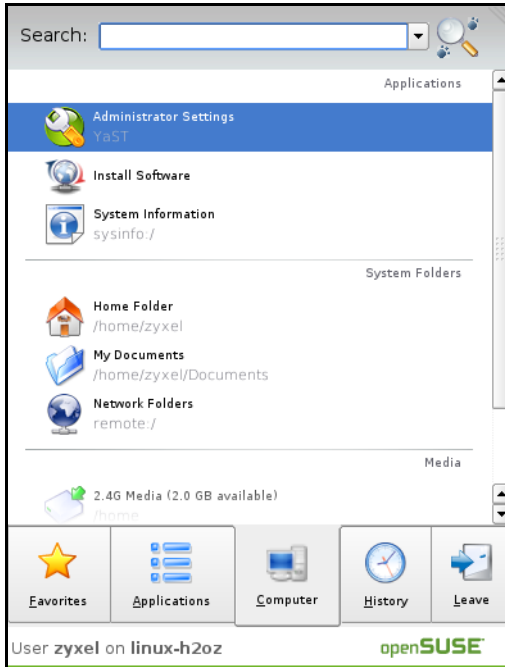 Search:
Applications
Administrator Settings
YaST
Install Software
System Information
sysinfo:/
System Folders
Home Folder
/home/zyxel
My Documents
/home/zyxel/Documents
Network Folders
remote:/
Media
2.4G Media (2.0 GB available)
/home
Favorites Applications Computer History Leave
User zyxel on linux-h2oz openSUSE